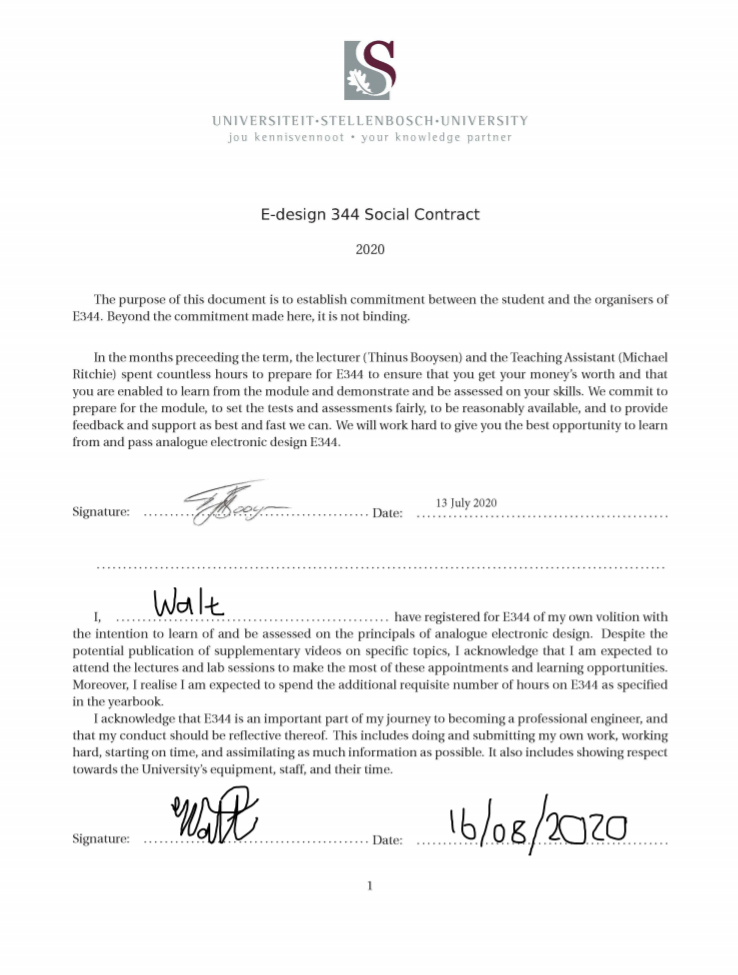 S
UNIVERSITEIT•STELLENBOSCH•UNIVERSITY
jou kennisvennoot • your knowledge partner
E-design 344 Social Contract
2020
The purpose of this document is to establish commitment between the student and the organisers of
E344. Beyond the commitment made here, it is not binding.
In the months preceeding the term, the lecturer (Thinus Booysen) and the Teaching Assistant (Michael
Ritchie) spent countless hours to prepare for E344 to ensure that you get your money's worth and that
you are enabled to learn from the module and demonstrate and be assessed on your skills. We commit to
prepare for the module, to set the tests and assessments fairly, to be reasonably available, and to provide
feedback and support as best and fast we can. We will work hard to give you the best opportunity to learn
from and pass analogue electronic design E344.
Signature: Date: 13 July 2020
I, Walt have registered for E344 of my own volition with
the intention to learn of and be assessed on the principals of analogue electronic design. Despite the
potential publication of supplementary videos on specific topics, I acknowledge that I am expected to
attend the lectures and lab sessions to make the most of these appointments and learning opportunities.
Moreover, I realise I am expected to spend the additional requisite number of hours on E344 as specified
in the yearbook.
I acknowledge that E344 is an important part of my journey to becoming a professional engineer, and
that my conduct should be reflective thereof. This includes doing and submitting my own work, working
hard, starting on time, and assimilating as much information as possible. It also includes showing respect
towards the University's equipment, staff, and their time.
Signature: Walt Date: 16/08/2020
1